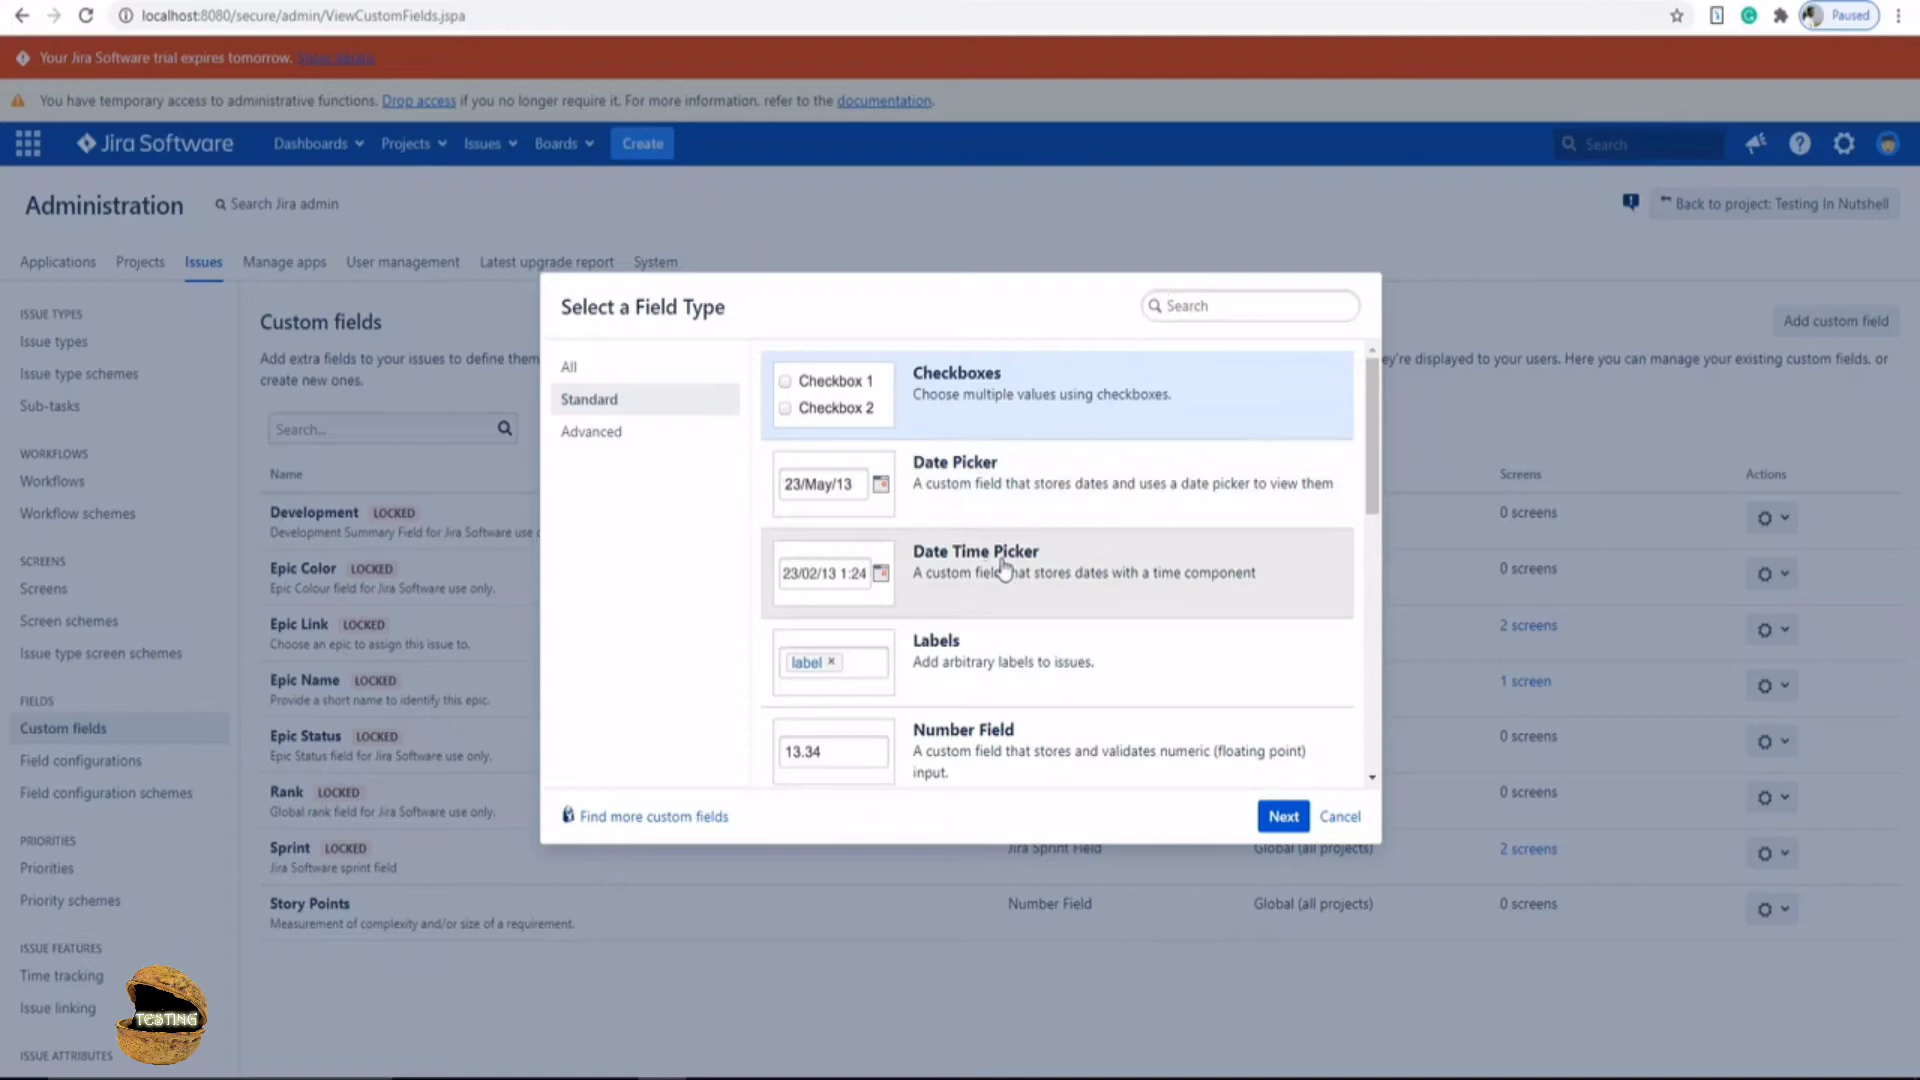 localhost:8080/secure/admin/ViewCustomFields.jspa
Paused
Your Jira Software trial expires tomorrow.
You have temporary access to administrative functions. Drop access if you no longer require it. For more information, refer to the documentation.
Jira Software
Dashboards
Projects
Issues
Boards
Create
Search
Administration
Search Jira admin
Back to project: Testing In Nutshell
Applications
Projects
Issues
Manage apps
User management
Latest upgrade report
System
ISSUE TYPES
Issue types
Issue type schemes
Sub-tasks
WORKFLOWS
Workflows
Workflow schemes
SCREENS
Screens
Screen schemes
Issue type screen schemes
FIELDS
Custom fields
Field configurations
Field configuration schemes
PRIORITIES
Priorities
Priority schemes
ISSUE FEATURES
Time tracking
Issue linking
ISSUE ATTRIBUTES
TESTING
Custom fields
Add custom field
Add extra fields to your issues to define them
ey're displayed to your users. Here you can manage your existing custom fields, or
create new ones.
Search...
Name
Screens
Actions
Development LOCKED
0 screens
Development Summary Field for Jira Software use o
Epic Color LOCKED
0 screens
Epic Colour field for Jira Software use only.
Epic Link LOCKED
2 screens
Choose an epic to assign this issue to.
Epic Name LOCKED
1 screen
Provide a short name to identify this epic.
Epic Status LOCKED
0 screens
Epic Status field for Jira Software use only.
Rank LOCKED
0 screens
Global rank field for Jira Software use only.
Sprint LOCKED
Jira Sprint Field
Global (all projects)
2 screens
Jira Software sprint field
Story Points
Number Field
Global (all projects)
0 screens
Measurement of complexity and/or size of a requirement.
Select a Field Type
Search
All
Standard
Advanced
Checkbox 1
Checkbox 2
Checkboxes
Choose multiple values using checkboxes.
23/May/13
Date Picker
A custom field that stores dates and uses a date picker to view them
23/02/13 1:24
Date Time Picker
A custom field that stores dates with a time component
label
Labels
Add arbitrary labels to issues.
13.34
Number Field
A custom field that stores and validates numeric (floating point)
input.
Find more custom fields
Next
Cancel